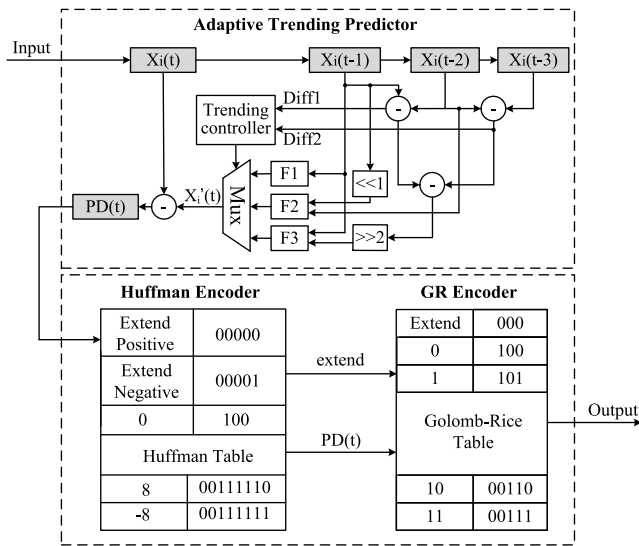 Adaptive Trending Predictor
Input
Xi(t)
Xi(t-1)
Xi(t-2)
Xi(t-3)
Trending
controller
Diff1
Diff2
-
-
-
-
Mux
F1
F2
F3
<<1
>>2
PD(t)
Xi'(t)
Huffman Encoder
Extend
Positive
00000
Extend
Negative
00001
0 100
Huffman Table
8 00111110
-8 00111111
extend
PD(t)
GR Encoder
Extend 000
0 100
1 101
Golomb-Rice
Table
10 00110
11 00111
Output